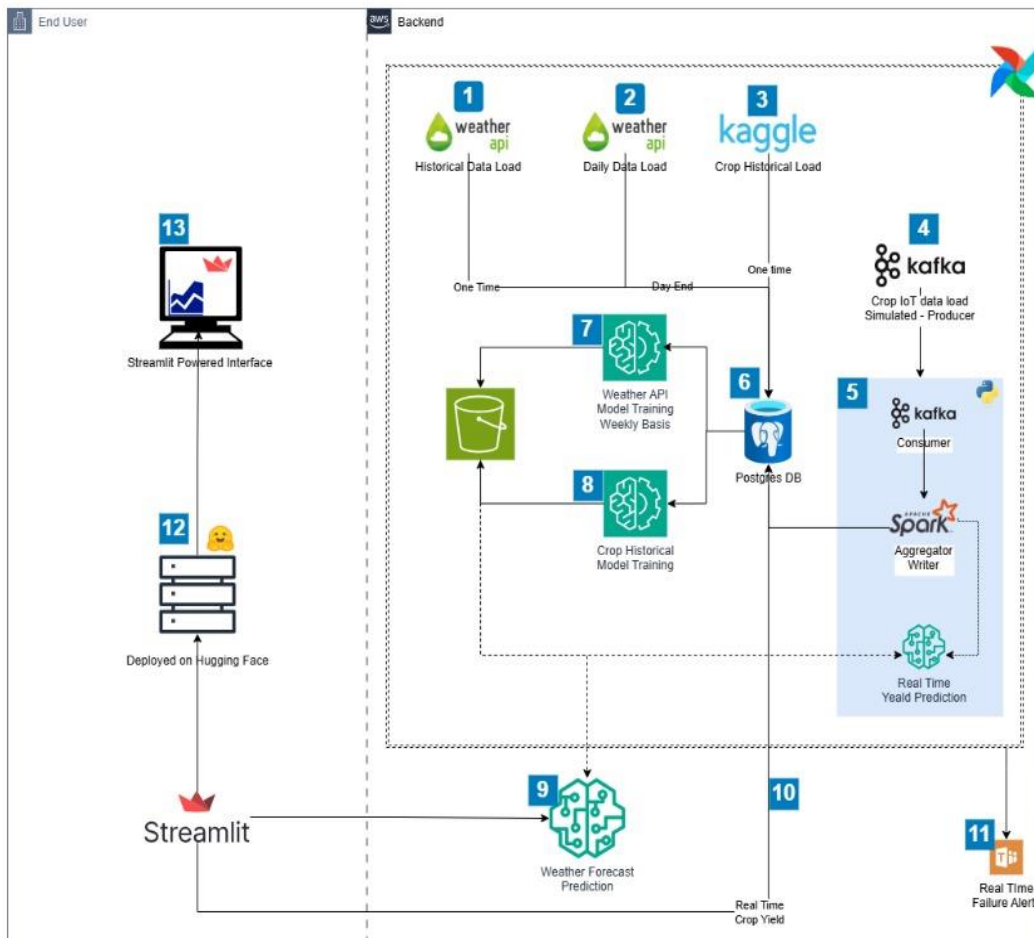 End User
aws
Backend
1
weather
api
Historical Data Load
2
weather
api
Daily Data Load
3
kaggle
Crop Historical Load
4
kafka
Crop IoT data load
Simulated - Producer
13
Streamlit Powered Interface
One Time
Day End
One time
7
Weather API
Model Training
Weekly Basis
6
Postgres DB
5
kafka
Consumer
APACHE
Spark
Aggregator
Writer
8
Crop Historical
Model Training
Real Time
Yeald Prediction
12
Deployed on Hugging Face
Streamlit
9
Weather Forecast
Prediction
10
Real Time
Crop Yield
11
T
Real TIme
Failure Alert